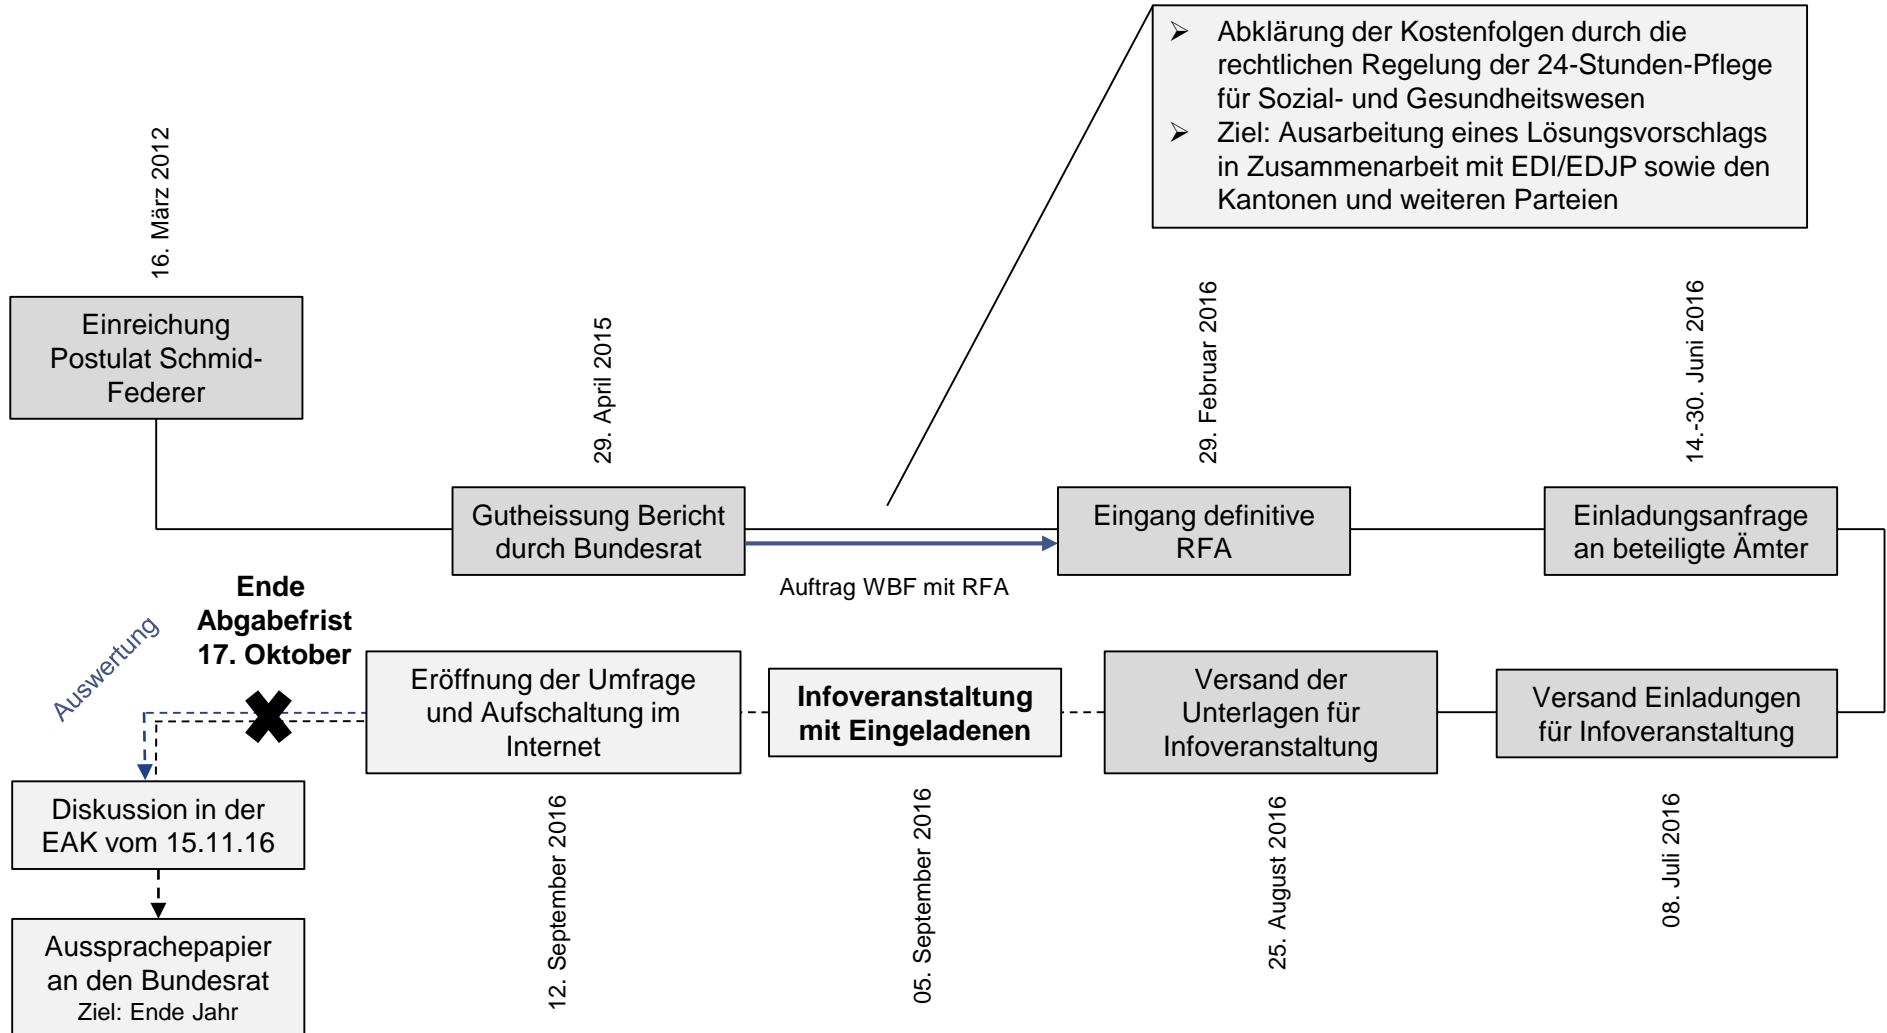 ➢ Abklärung der Kostenfolgen durch die
rechtlichen Regelung der 24-Stunden-Pflege
für Sozial- und Gesundheitswesen
➢ Ziel: Ausarbeitung eines Lösungsvorschlags
in Zusammenarbeit mit EDI/EDJP sowie den
Kantonen und weiteren Parteien
16. März 2012
Einreichung
Postulat Schmid-
Federer
29. April 2015
Gutheissung Bericht
durch Bundesrat
Auftrag WBF mit RFA
29. Februar 2016
Eingang definitive
RFA
14.-30. Juni 2016
Einladungsanfrage
an beteiligte Ämter
Versand Einladungen
für Infoveranstaltung
08. Juli 2016
Versand der
Unterlagen für
Infoveranstaltung
25. August 2016
Infoveranstaltung
mit Eingeladenen
05. September 2016
Eröffnung der Umfrage
und Aufschaltung im
Internet
12. September 2016
Ende
Abgabefrist
17. Oktober
Auswertung
Diskussion in der
EAK vom 15.11.16
Aussprachepapier
an den Bundesrat
Ziel: Ende Jahr